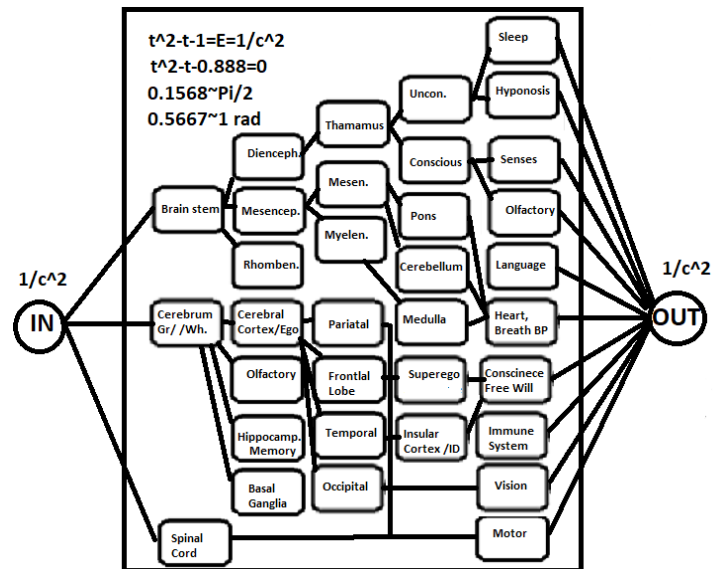 t^2-t-1=E=1/c^2
t^2-t-0.888=0
0.1568~Pi/2
0.5667~1 rad
Sleep
Uncon.
Hyponosis
Thamamus
Dienceph.
Conscious
Senses
Brain stem
Mesencep.
Mesen.
Pons
Olfactory
Myelen.
Rhomben.
Cerebellum
Language
1/c^2
IN
1/c^2
OUT
Cerebrum
Gr/ /Wh.
Cerebral
Cortex/Ego
Pariatal
Medulla
Heart,
Breath BP
Olfactory
Frontlal
Lobe
Superego
Conscinece
Free Will
Hippocamp.
Memory
Temporal
Insular
Cortex /ID
Immune
System
Basal
Ganglia
Occipital
Vision
Spinal
Cord
Motor